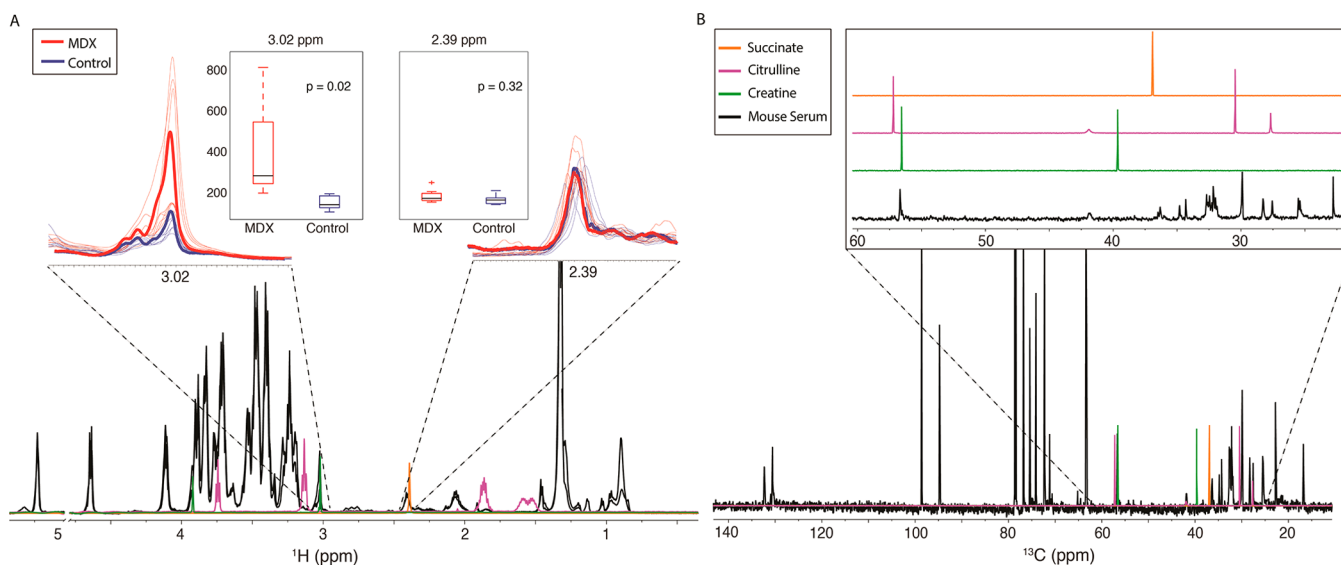 A
MDX
Control
3.02 ppm
800
600
400
200
p = 0.02
MDX
Control
2.39 ppm
p = 0.32
MDX
Control
3.02
2.39
5
4
3
2
1
¹H (ppm)
B
Succinate
Citrulline
Creatine
Mouse Serum
60
50
40
30
140
120
100
80
60
40
20
¹³C (ppm)